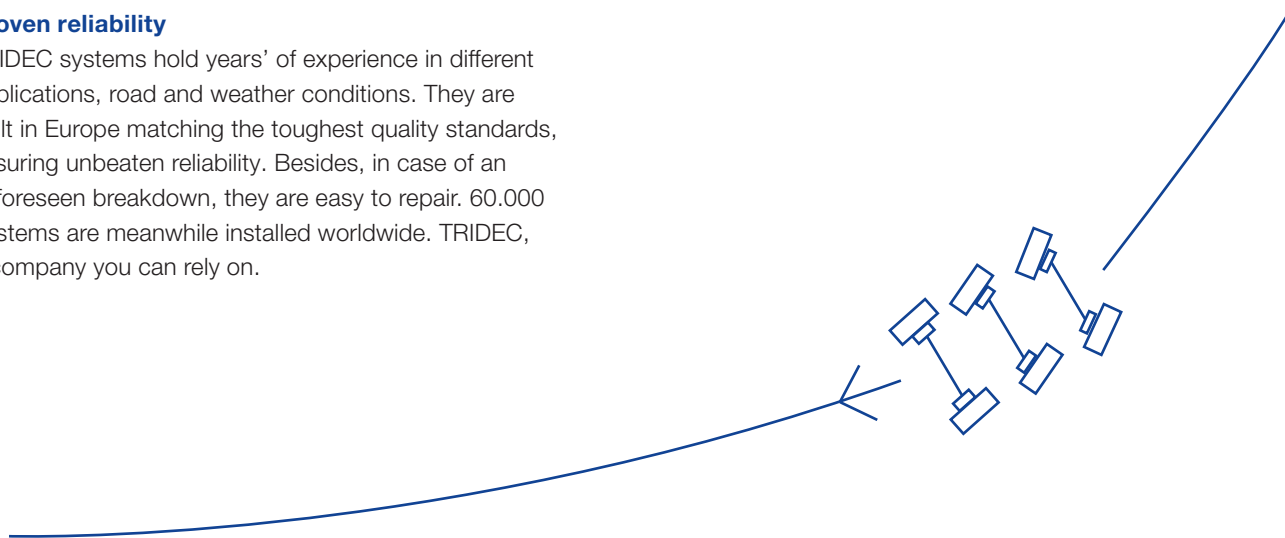 oven reliability
IDEC systems hold years’ of experience in different
plications, road and weather conditions. They are
lt in Europe matching the toughest quality standards,
suring unbeaten reliability. Besides, in case of an
foreseen breakdown, they are easy to repair. 60.000
stems are meanwhile installed worldwide. TRIDEC,
company you can rely on.